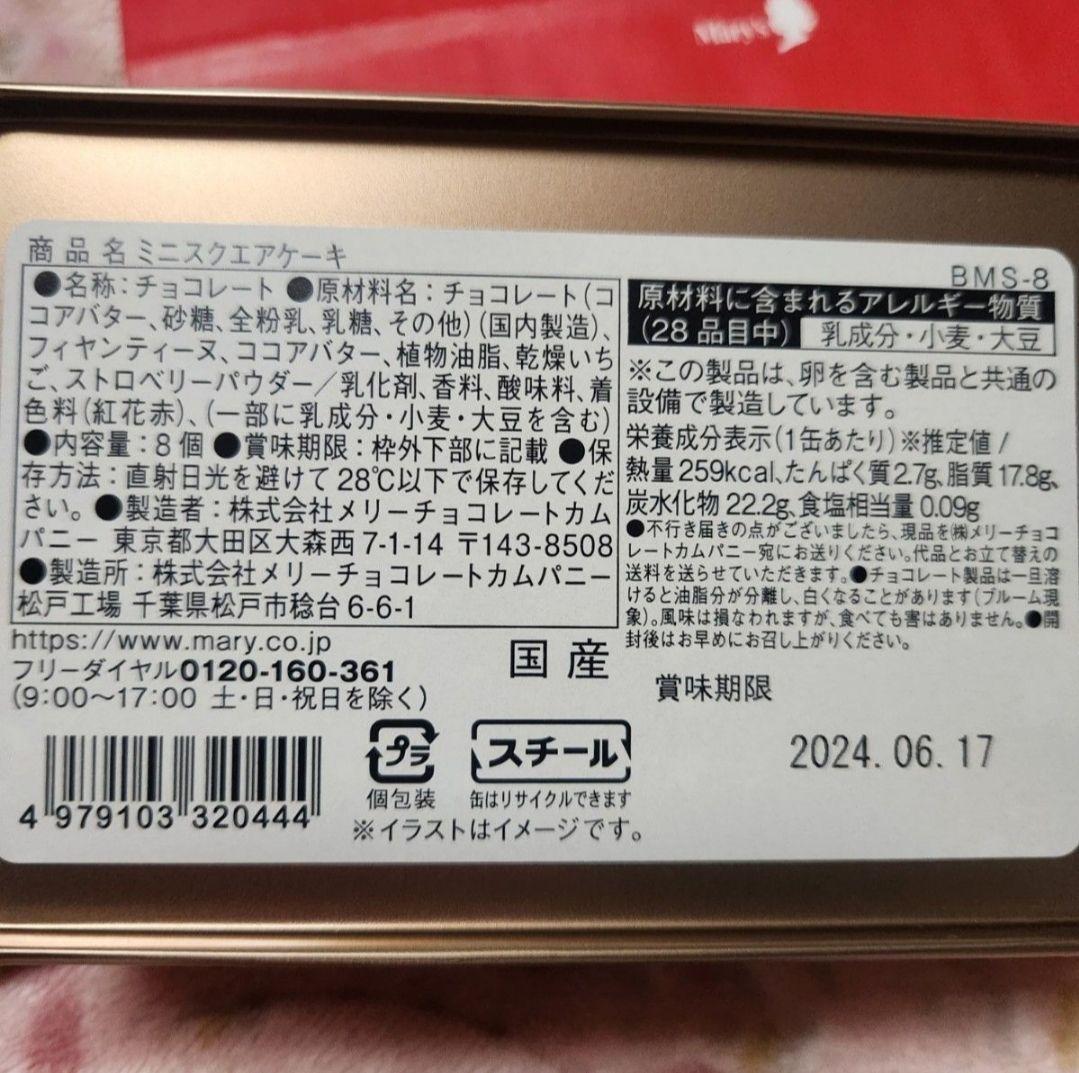 Mary's
商品名 ミニスクエアケーキ
BMS-8
●名称：チョコレート ●原材料名：チョコレート(コ
コアバター、砂糖、全粉乳、乳糖、その他)(国内製造)、
フィヤンティーヌ、ココアバター、植物油脂、乾燥いち
ご、ストロベリーパウダー／乳化剤、香料、酸味料、着
色料(紅花赤)、(一部に乳成分・小麦・大豆を含む)
●内容量：8個 ●賞味期限：枠外下部に記載 ●保
存方法：直射日光を避けて28℃以下で保存してくだ
さい。 ●製造者：株式会社メリーチョコレートカム
パニー 東京都大田区大森西7-1-14 〒143-8508
●製造所：株式会社メリーチョコレートカムパニー
松戸工場 千葉県松戸市稔台6-6-1
https://www.mary.co.jp
フリーダイヤル0120-160-361
(9:00〜17:00 土・日・祝日を除く)
国産
原材料に含まれるアレルギー物質
(28品目中) 乳成分・小麦・大豆
※この製品は、卵を含む製品と共通の
設備で製造しています。
栄養成分表示(1缶あたり)※推定値/
熱量259kcal、たんぱく質2.7g、脂質17.8g、
炭水化物22.2g、食塩相当量0.09g
●不行き届きの点がございましたら、現品を㈱メリーチョコ
レートカムパニー宛にお送りください。代品とお立て替えの
送料を送らせていただきます。●チョコレート製品は一旦溶
けると油脂分が分離し、白くなることがあります(ブルーム現
象)。風味は損なわれますが、食べても害はありません。●開
封後はお早めにお召し上がりください。
賞味期限
2024.06.17
プラ
個包装
スチール
缶はリサイクルできます
※イラストはイメージです。
4 979103 320444